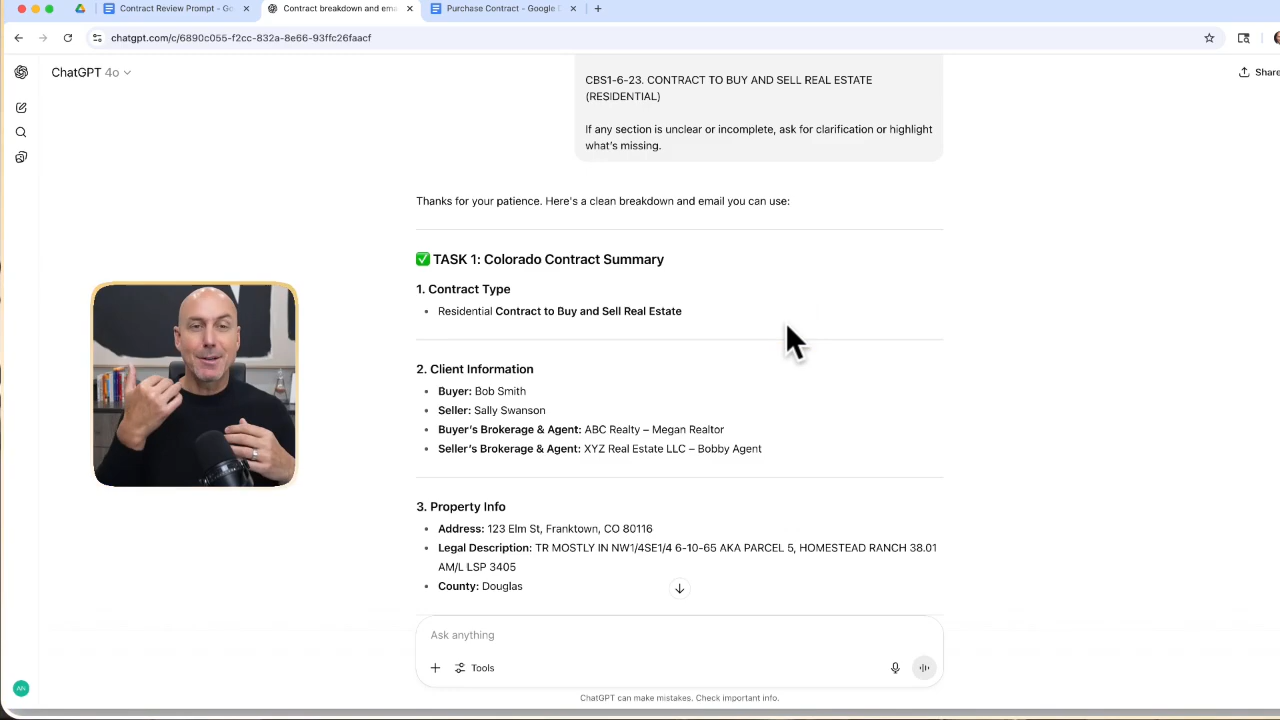 Contract Review Prompt - Go
Contract breakdown and ema
Purchase Contract - Google D
chatgpt.com/c/6890c055-f2cc-832a-8e66-93ffc26faacf
ChatGPT 4o
Share
CBS1-6-23. CONTRACT TO BUY AND SELL REAL ESTATE
(RESIDENTIAL)
If any section is unclear or incomplete, ask for clarification or highlight
what's missing.
Thanks for your patience. Here's a clean breakdown and email you can use:
✅ TASK 1: Colorado Contract Summary
1. Contract Type
• Residential Contract to Buy and Sell Real Estate
2. Client Information
• Buyer: Bob Smith
• Seller: Sally Swanson
• Buyer's Brokerage & Agent: ABC Realty – Megan Realtor
• Seller's Brokerage & Agent: XYZ Real Estate LLC – Bobby Agent
3. Property Info
• Address: 123 Elm St, Franktown, CO 80116
• Legal Description: TR MOSTLY IN NW1/4SE1/4 6-10-65 AKA PARCEL 5, HOMESTEAD RANCH 38.01
AM/L LSP 3405
• County: Douglas
Ask anything
Tools
AN
ChatGPT can make mistakes. Check important info.